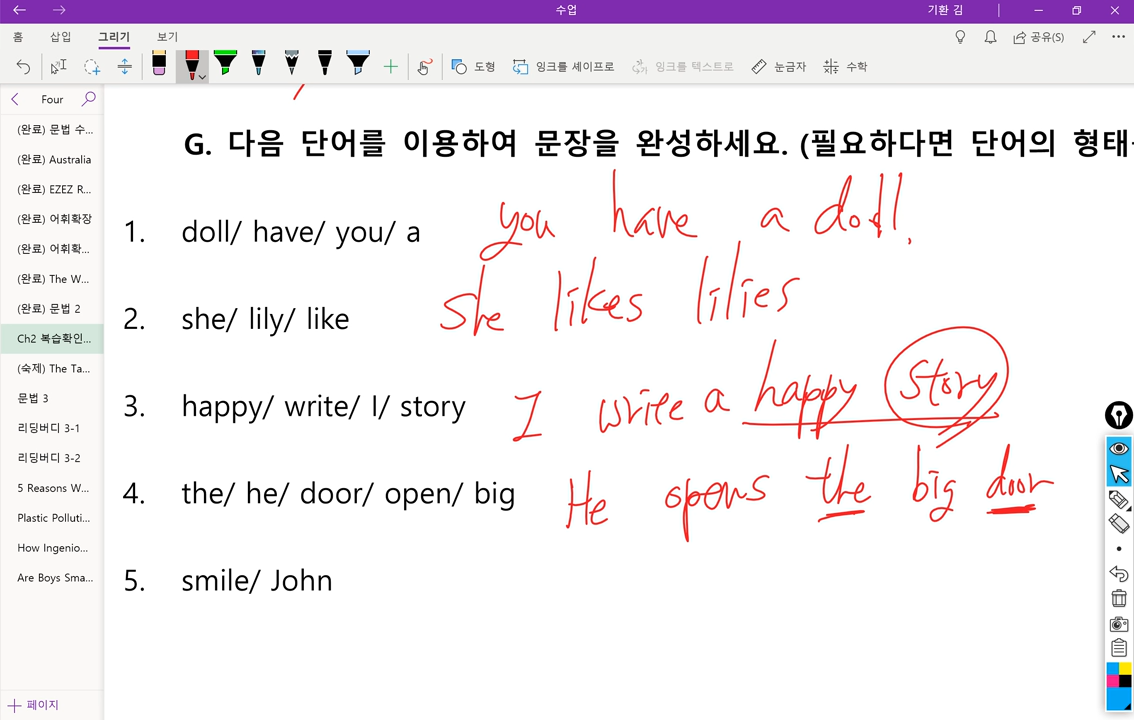 수업
기환 김
홈 삽입 그리기 보기
공유(S)
도형 잉크를 셰이프로 잉크를 텍스트로 눈금자 수학
Four
(완료) 문법 수...
(완료) Australia
(완료) EZEZ R...
(완료) 어휘확장
(완료) 어휘확...
(완료) The W...
(완료) 문법 2
Ch2 복습확인...
(숙제) The Ta...
문법 3
리딩버디 3-1
리딩버디 3-2
5 Reasons W...
Plastic Polluti...
How Ingenio...
Are Boys Sma...
페이지
G. 다음 단어를 이용하여 문장을 완성하세요. (필요하다면 단어의 형태
1. doll/ have/ you/ a you have a doll.
2. she/ lily/ like She likes lilies
3. happy/ write/ I/ story I write a happy story
4. the/ he/ door/ open/ big He opens the big door
5. smile/ John